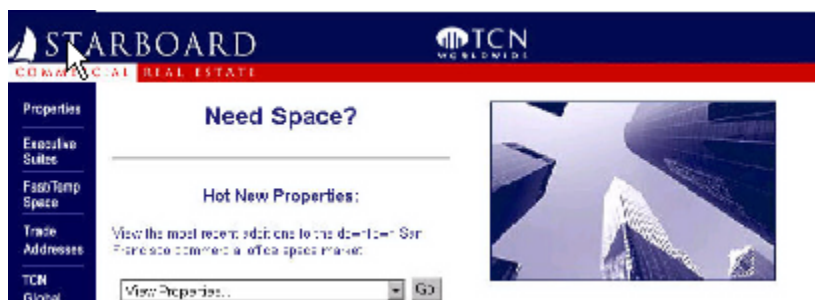 STARBOARD
COMMERCIAL REAL ESTATE
TCN
WORLDWIDE
Properties
Executive
Suites
Fast/Temp
Space
Trade
Addresses
TCN
Global
Need Space?
Hot New Properties:
View the most recent additions to the downtown San
Francisco commercial office space market
View Properties...
Go